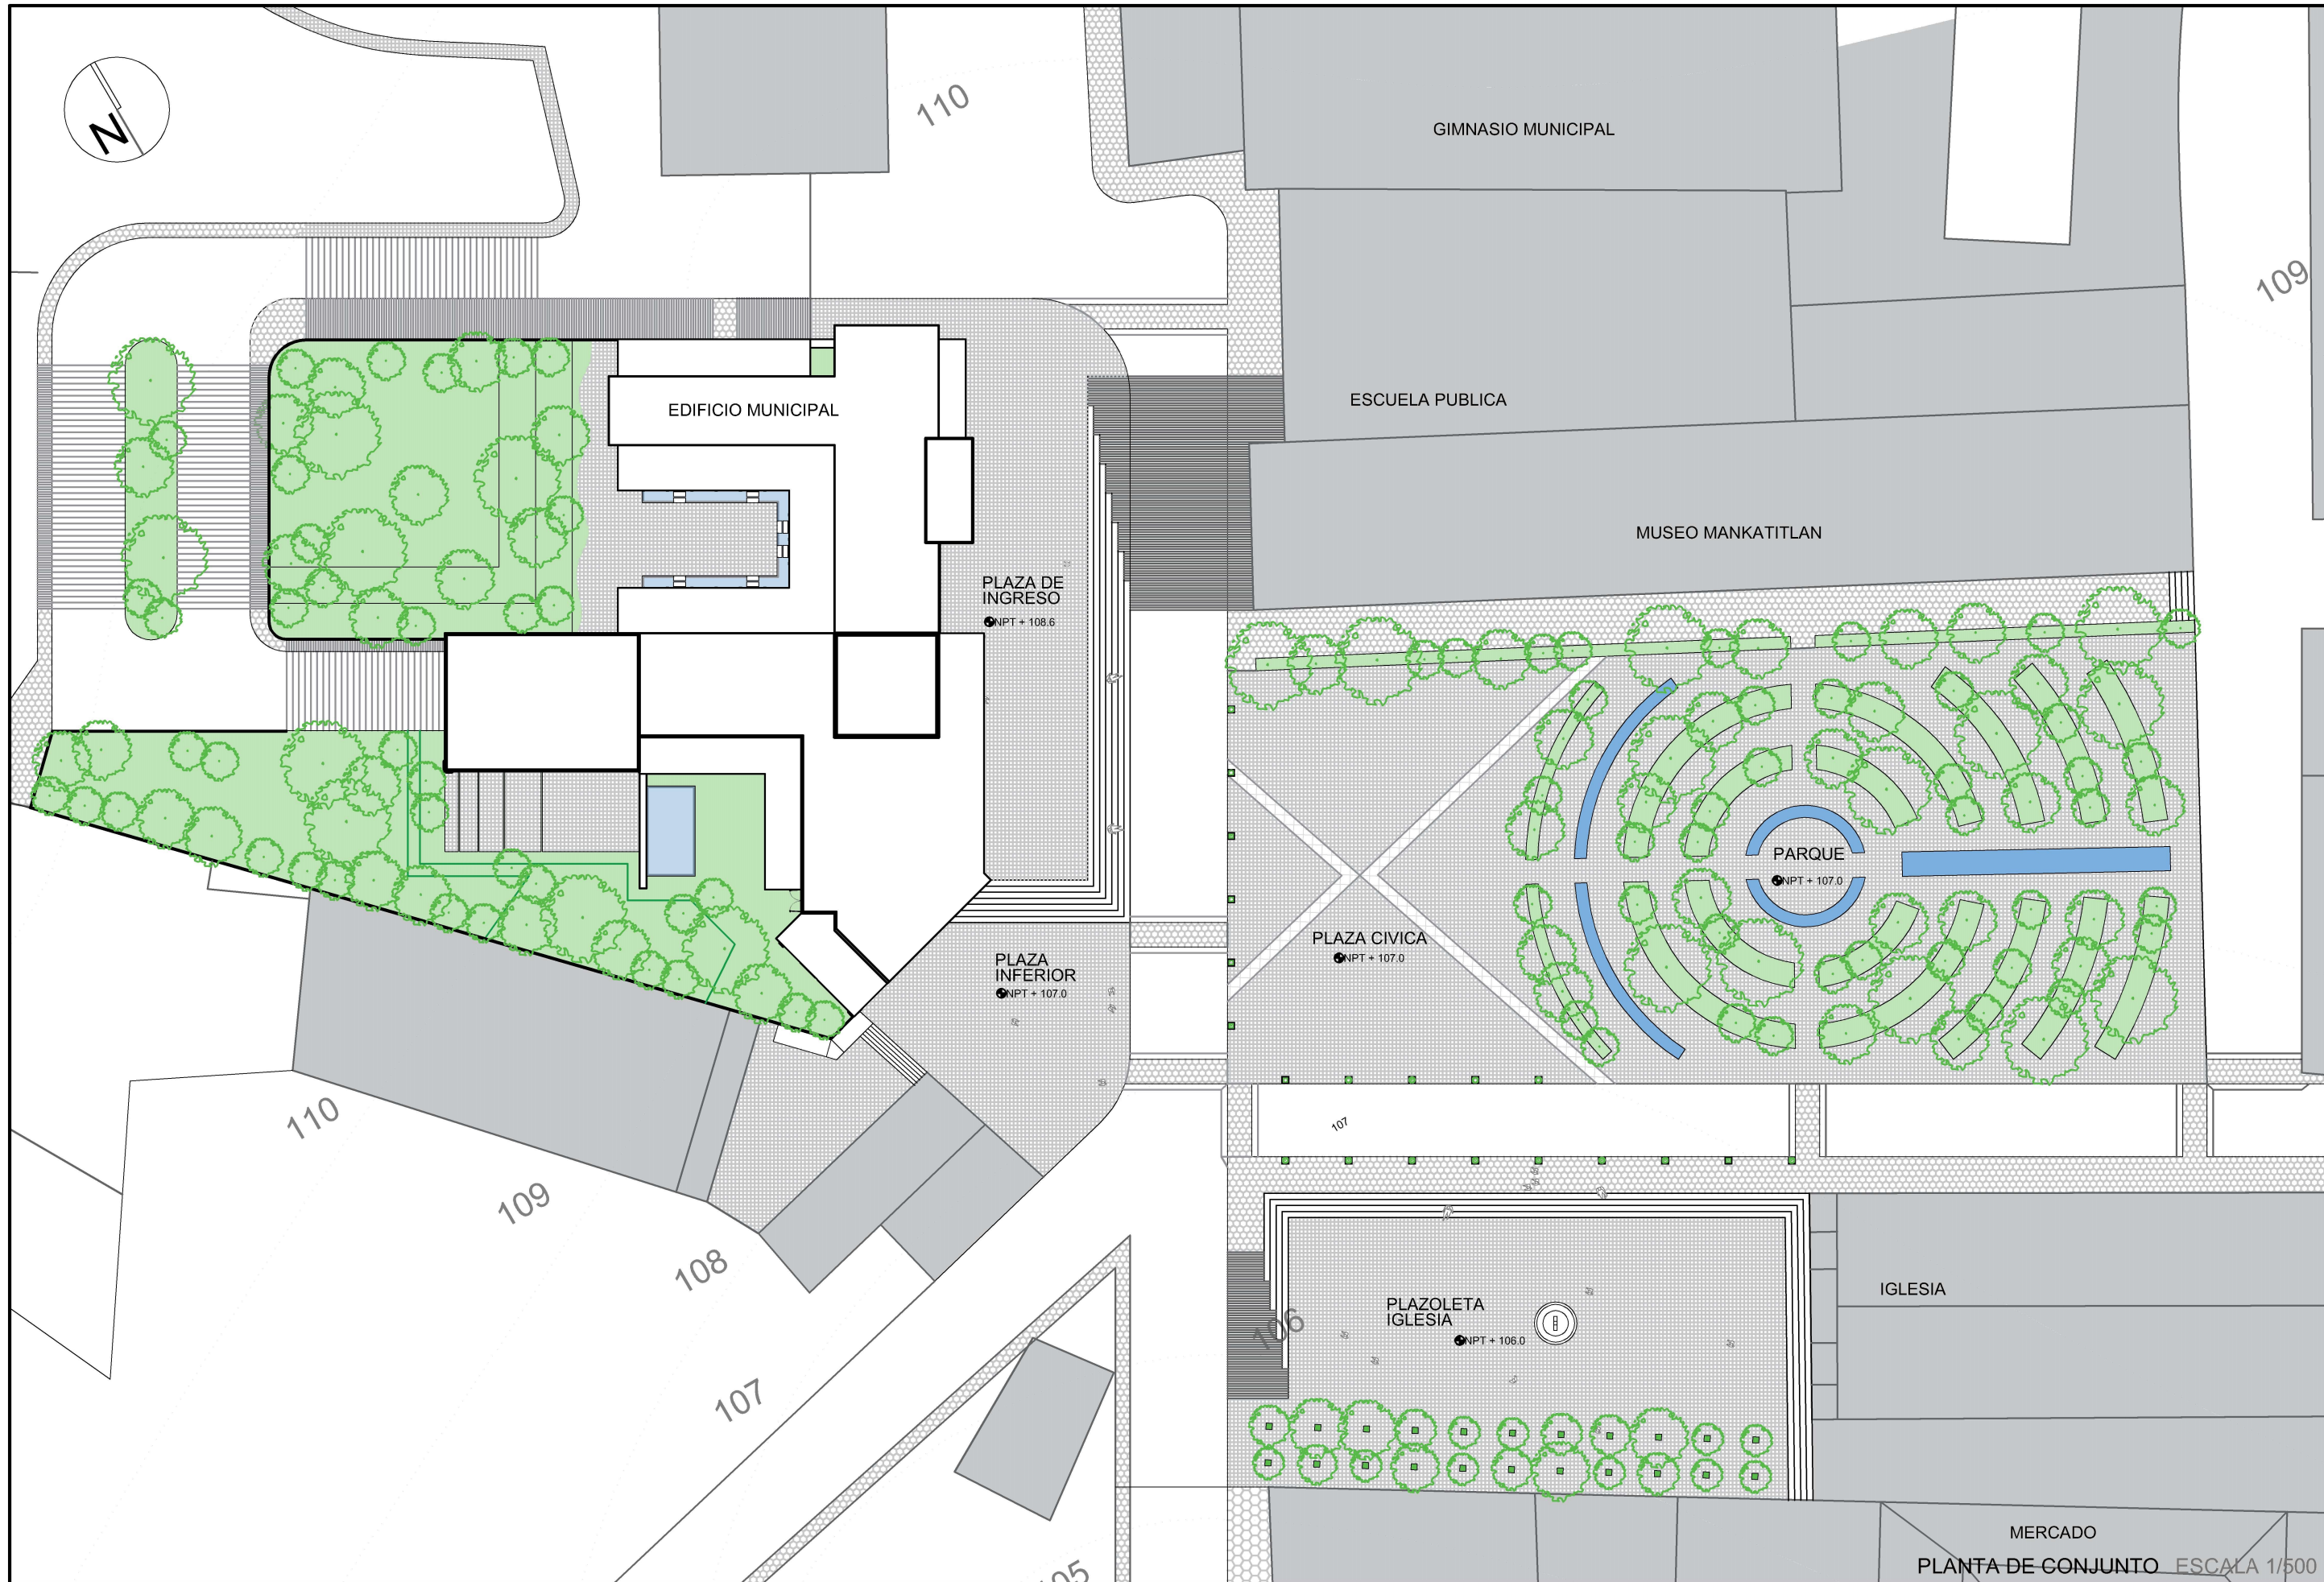 N
110
GIMNASIO MUNICIPAL
109
EDIFICIO MUNICIPAL
ESCUELA PUBLICA
MUSEO MANKATITLAN
PLAZA DE
INGRESO
NPT + 108.6
PARQUE
NPT + 107.0
PLAZA CIVICA
NPT + 107.0
PLAZA
INFERIOR
NPT + 107.0
110
107
109
108
IGLESIA
PLAZOLETA
IGLESIA
NPT + 106.0
106
107
MERCADO
PLANTA DE CONJUNTO ESCALA 1/500